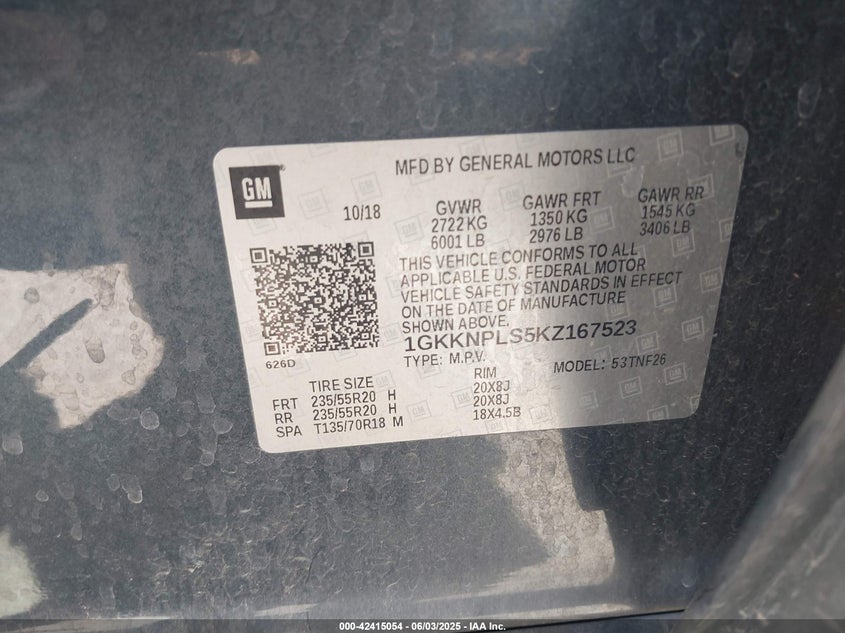 GM
MFD BY GENERAL MOTORS LLC
10/18
GVWR GAWR FRT GAWR RR
2722 KG 1350 KG 1545 KG
6001 LB 2976 LB 3406 LB
THIS VEHICLE CONFORMS TO ALL
APPLICABLE U.S. FEDERAL MOTOR
VEHICLE SAFETY STANDARDS IN EFFECT
ON THE DATE OF MANUFACTURE
SHOWN ABOVE.
1GKKNPLS5KZ167523
TYPE: M.P.V. MODEL: 53TNF26
626D
TIRE SIZE RIM
FRT 235/55R20 H 20X8J
RR 235/55R20 H 20X8J
SPA T135/70R18 M 18X4.5B
000-42415054 - 06/03/2025 - IAA Inc.